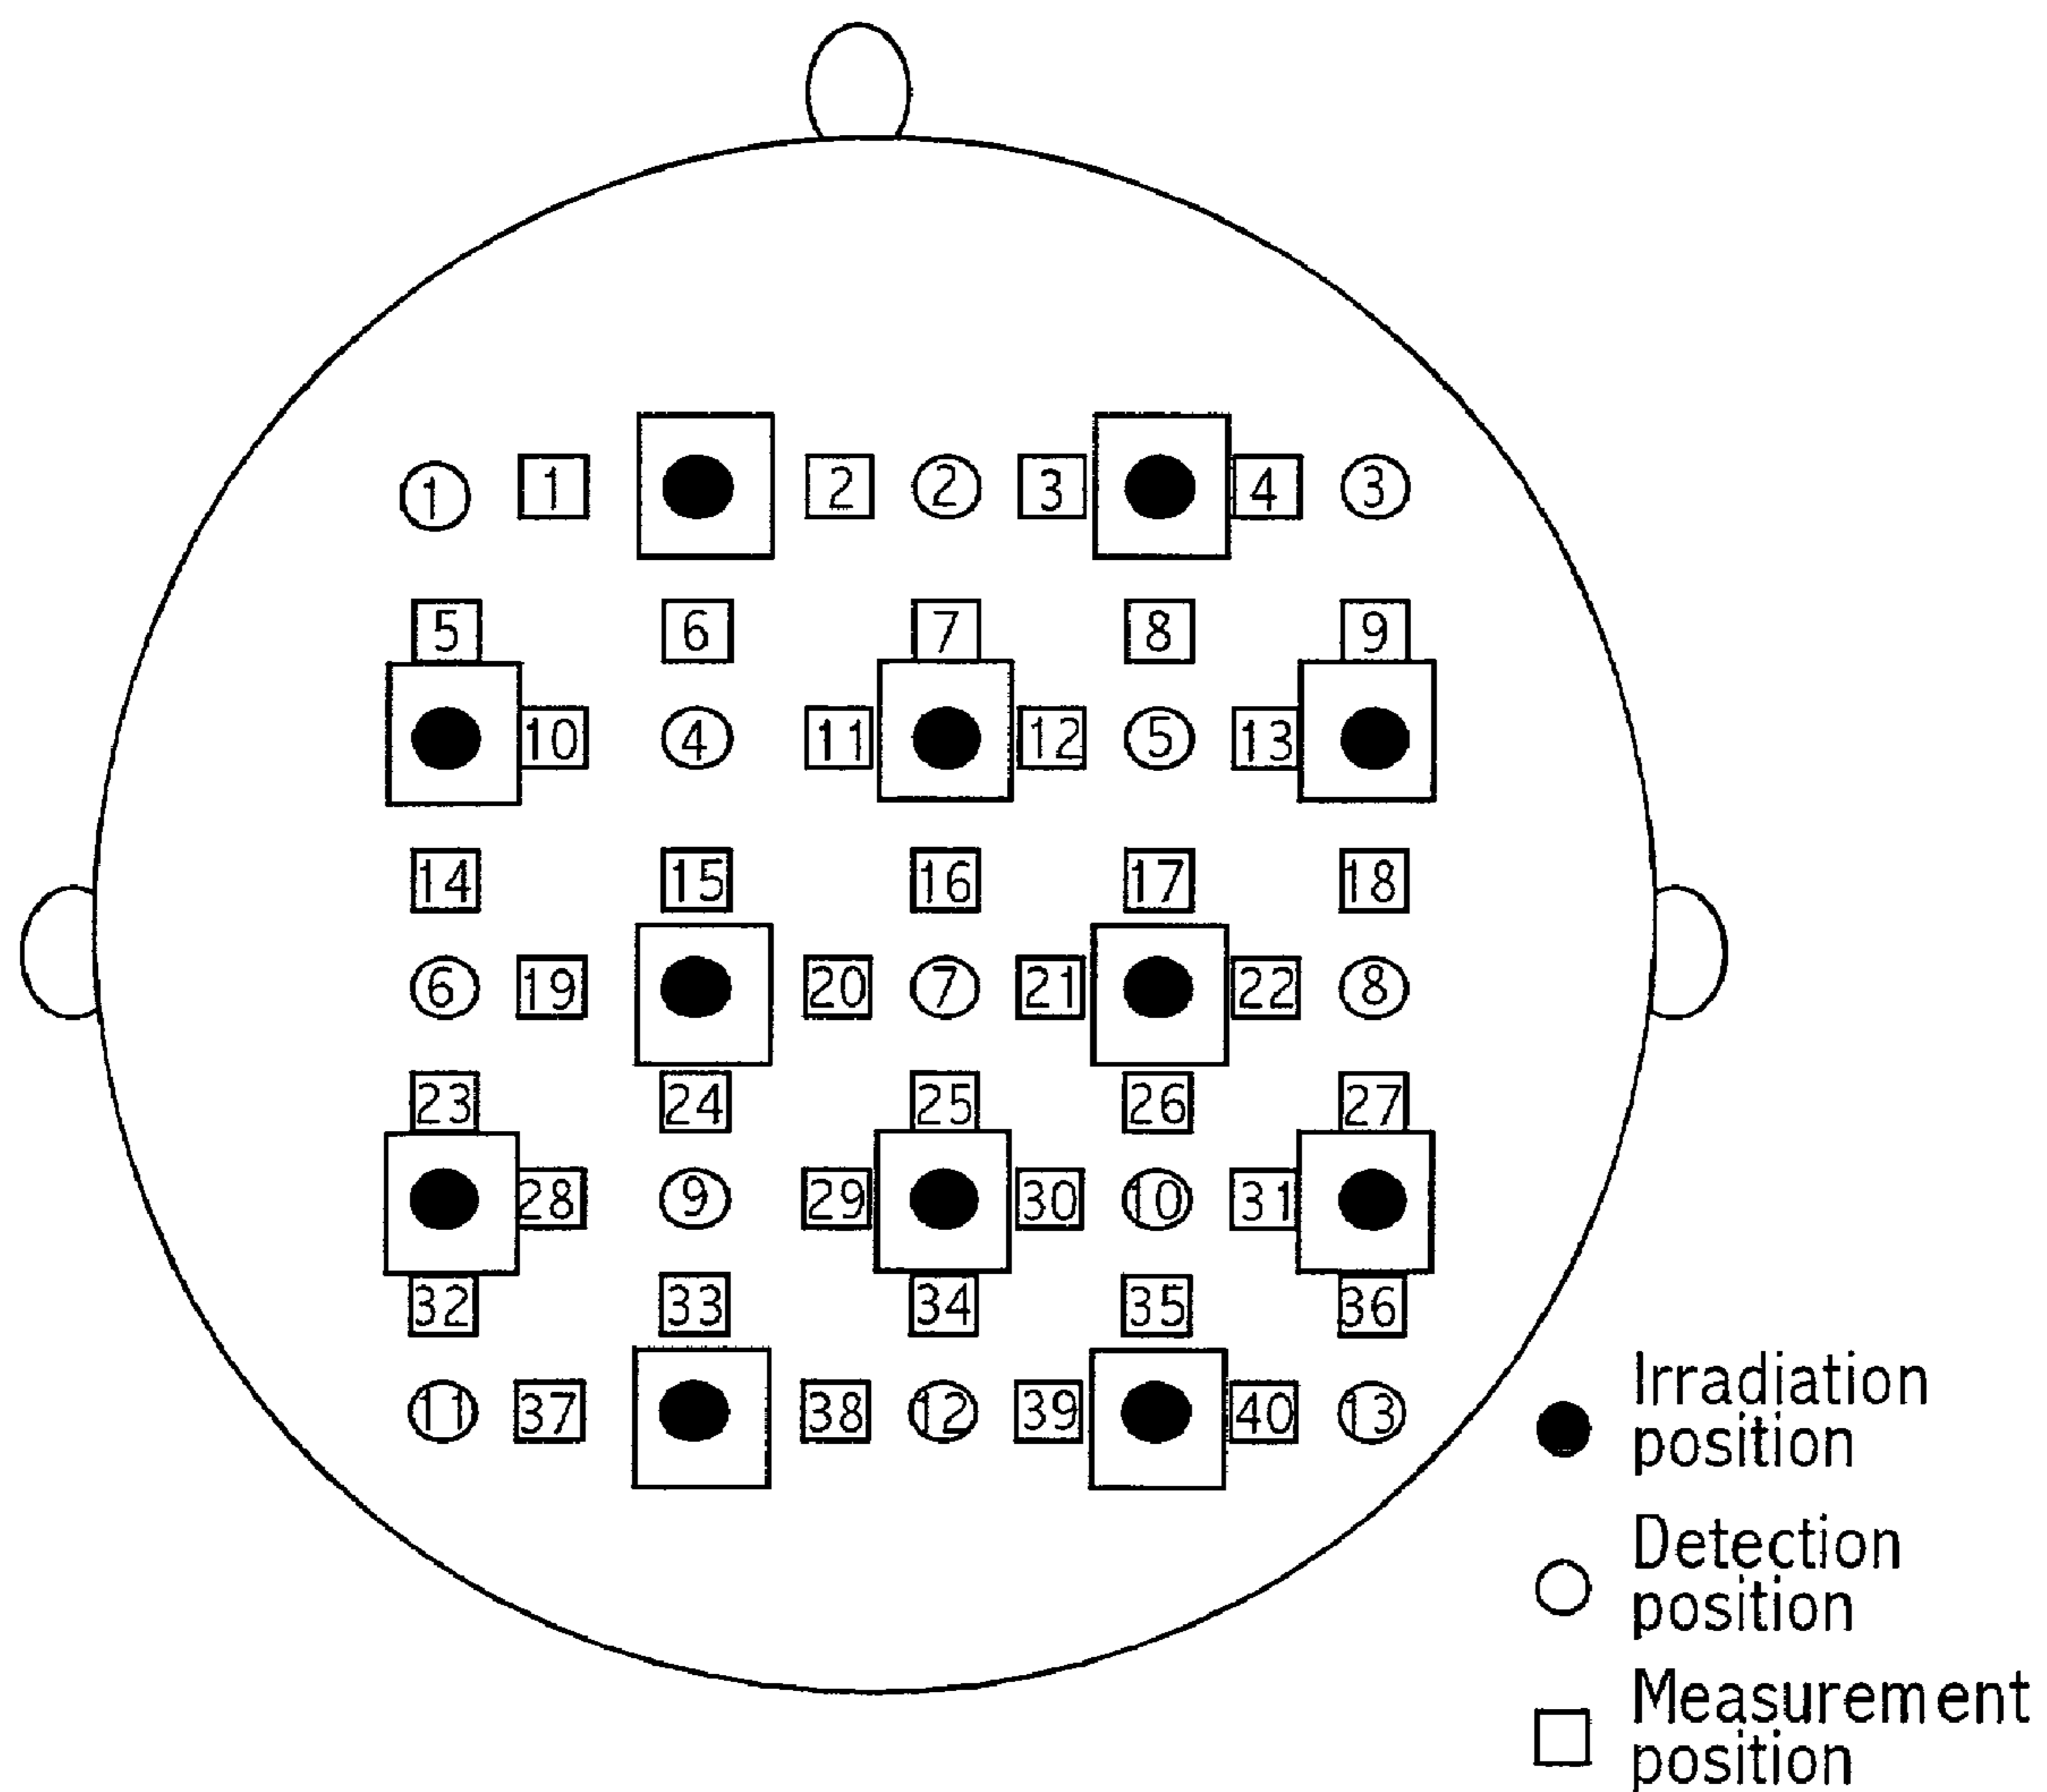 1 1 2 2 3 4 3
5 6 7 8 9
10 4 11 12 5 13
14 15 16 17 18
6 19 20 7 21 22 8
23 24 25 26 27
28 9 29 30 10 31
32 33 34 35 36
11 37 38 12 39 40 13
Irradiation
position
Detection
position
Measurement
position